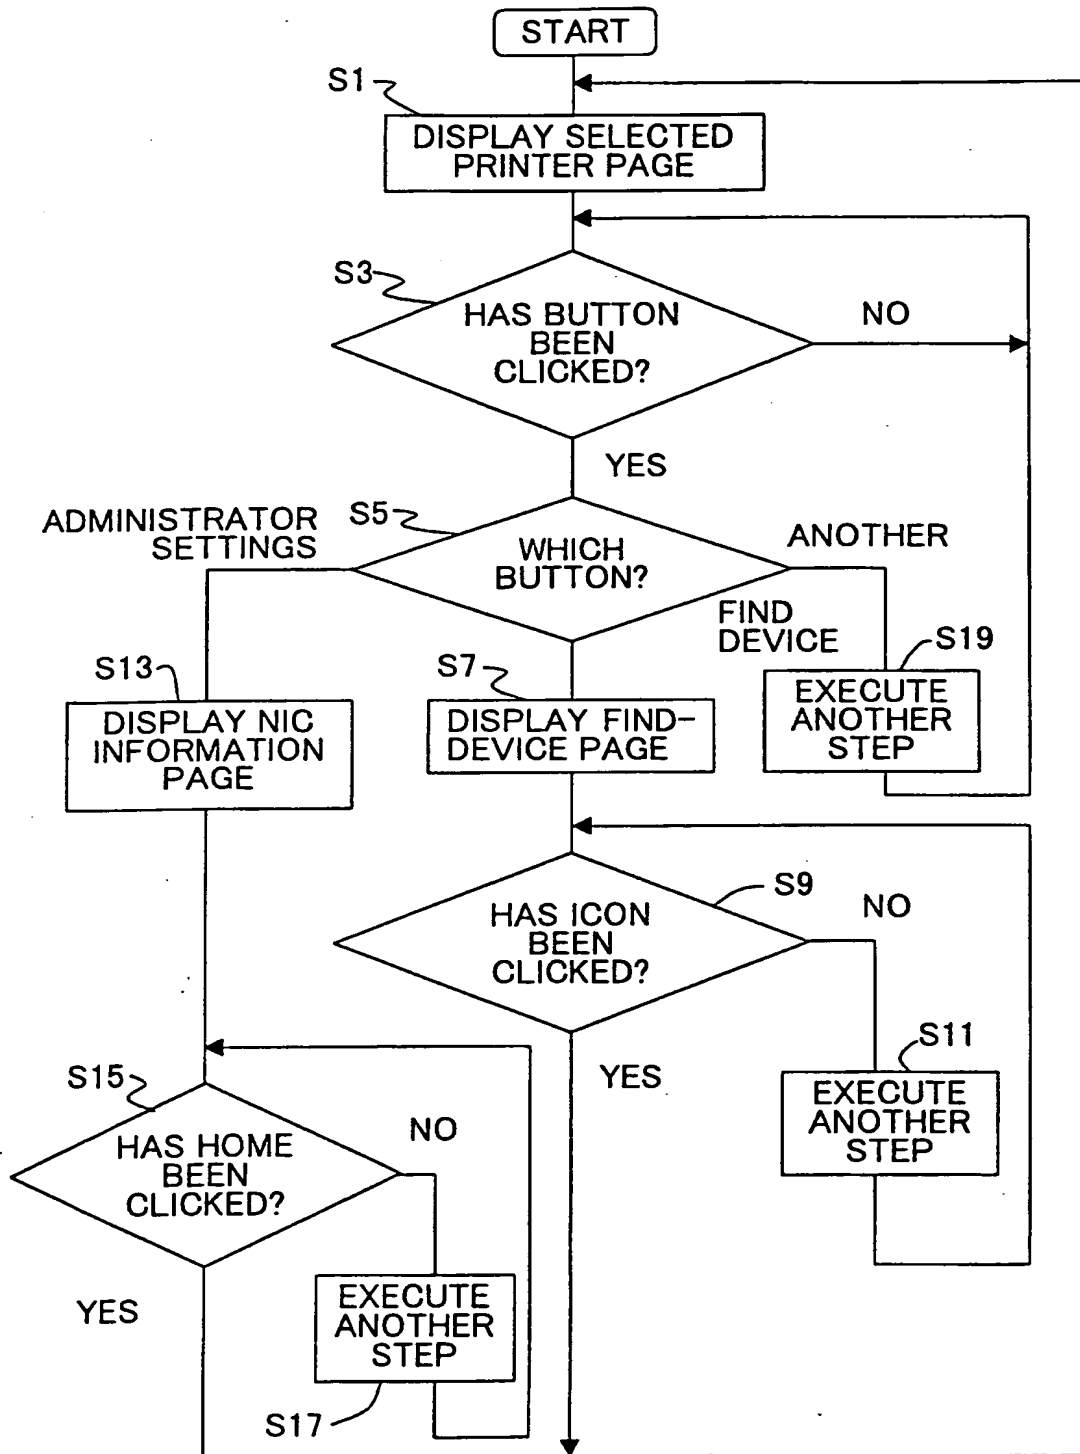 START
S1
DISPLAY SELECTED
PRINTER PAGE
S3
HAS BUTTON
BEEN
CLICKED?
NO
YES
ADMINISTRATOR
SETTINGS
S5
WHICH
BUTTON?
ANOTHER
FIND
DEVICE
S13
DISPLAY NIC
INFORMATION
PAGE
S7
DISPLAY FIND-
DEVICE PAGE
S19
EXECUTE
ANOTHER
STEP
S9
HAS ICON
BEEN
CLICKED?
NO
YES
S11
EXECUTE
ANOTHER
STEP
S15
HAS HOME
BEEN
CLICKED?
NO
YES
EXECUTE
ANOTHER
STEP
S17